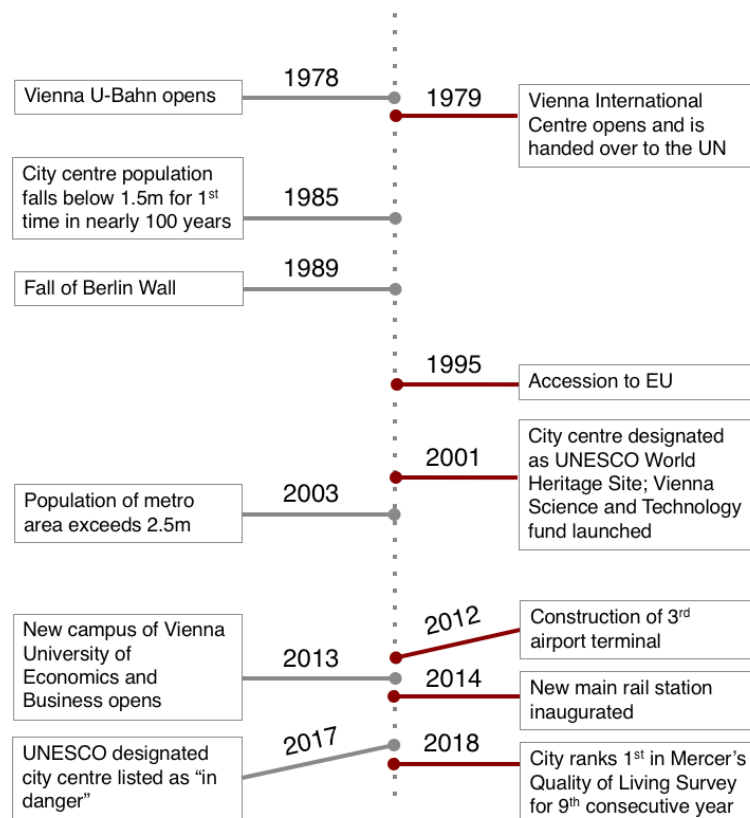 1978
Vienna U-Bahn opens
1979
Vienna International
Centre opens and is
handed over to the UN
City centre population
falls below 1.5m for 1st
time in nearly 100 years
1985
1989
Fall of Berlin Wall
1995
Accession to EU
2001
City centre designated
as UNESCO World
Heritage Site; Vienna
Science and Technology
fund launched
2003
Population of metro
area exceeds 2.5m
2012
Construction of 3rd
airport terminal
2013
New campus of Vienna
University of
Economics and
Business opens
2014
New main rail station
inaugurated
2017
UNESCO designated
city centre listed as “in
danger”
2018
City ranks 1st in Mercer’s
Quality of Living Survey
for 9th consecutive year